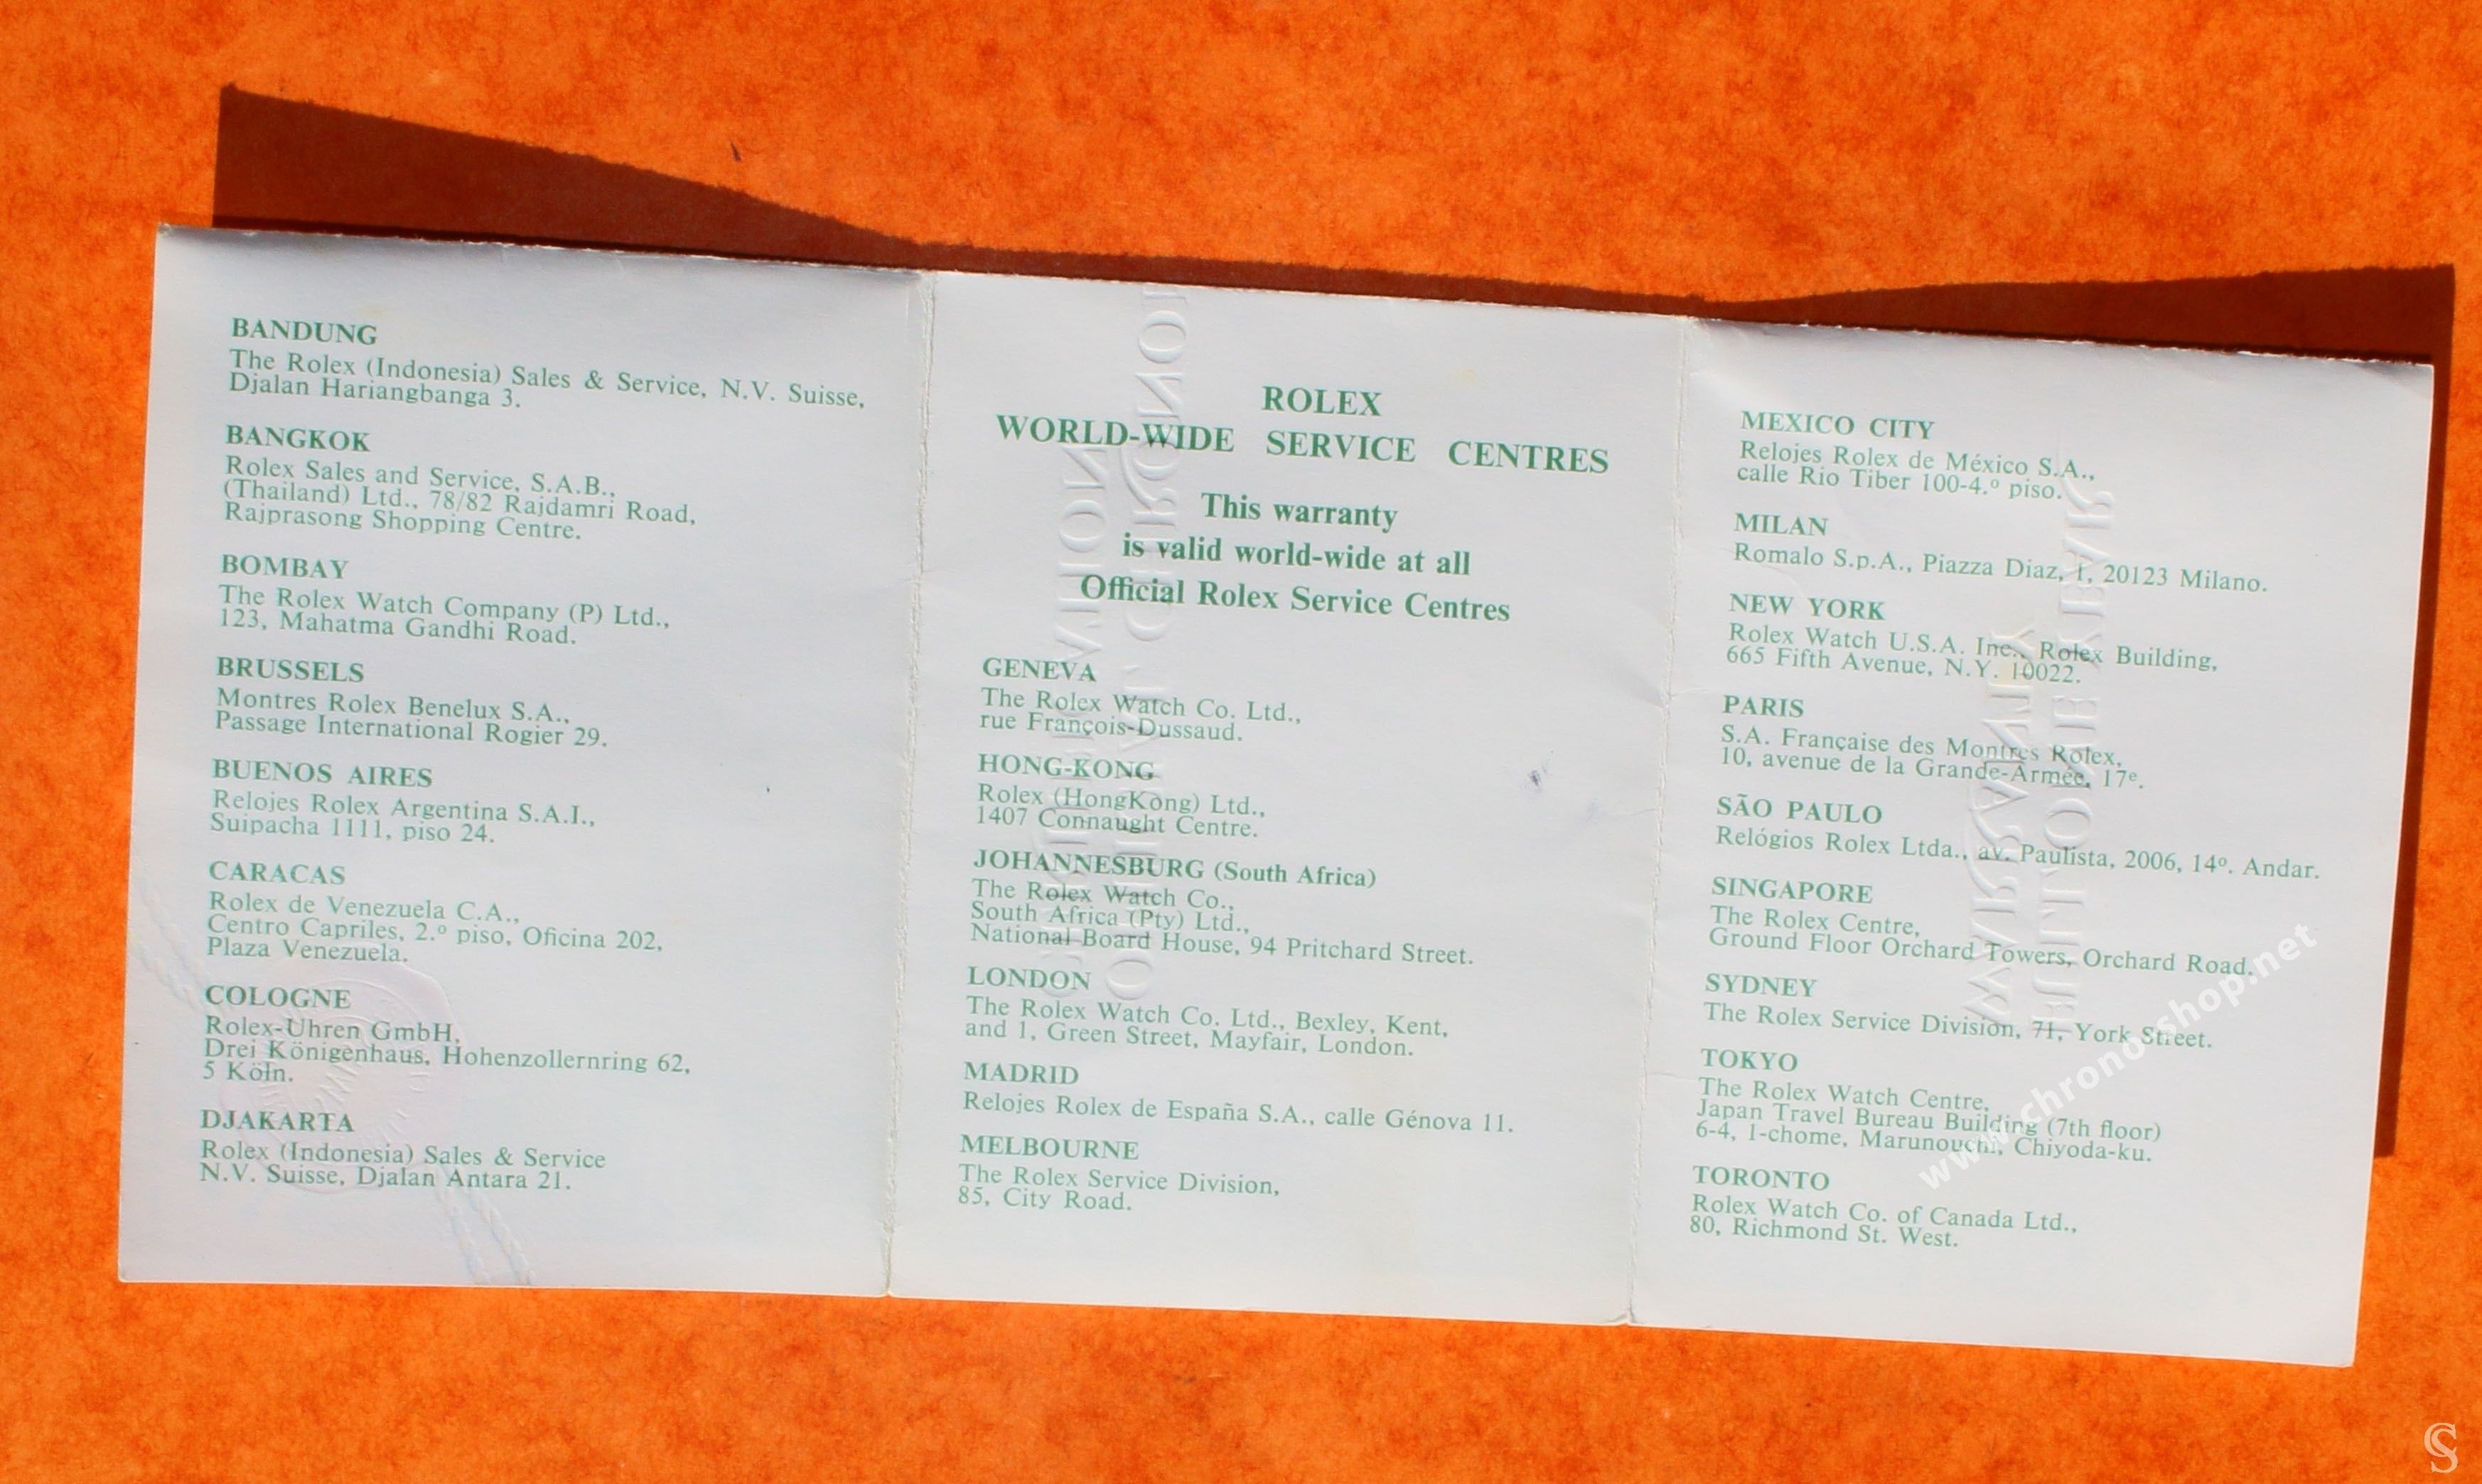 BANDUNG
The Rolex (Indonesia) Sales & Service, N.V. Suisse,
Djalan Hariangbanga 3.
BANGKOK
Rolex Sales and Service, S.A.B.,
(Thailand) Ltd., 78/82 Rajdamri Road,
Rajprasong Shopping Centre.
BOMBAY
The Rolex Watch Company (P) Ltd.,
123, Mahatma Gandhi Road.
BRUSSELS
Montres Rolex Benelux S.A.,
Passage International Rogier 29.
BUENOS AIRES
Relojes Rolex Argentina S.A.I.,
Suipacha 1111, piso 24.
CARACAS
Rolex de Venezuela C.A.,
Centro Capriles, 2.º piso, Oficina 202,
Plaza Venezuela.
COLOGNE
Rolex-Uhren GmbH,
Drei Königenhaus, Hohenzollernring 62,
5 Köln.
DJAKARTA
Rolex (Indonesia) Sales & Service
N.V. Suisse, Djalan Antara 21.
ROLEX
WORLD-WIDE SERVICE CENTRES
This warranty
is valid world-wide at all
Official Rolex Service Centres
GENEVA
The Rolex Watch Co. Ltd.,
rue François-Dussaud.
HONG-KONG
Rolex (HongKong) Ltd.,
1407 Connaught Centre.
JOHANNESBURG (South Africa)
The Rolex Watch Co.,
South Africa (Pty) Ltd.,
National Board House, 94 Pritchard Street.
LONDON
The Rolex Watch Co. Ltd., Bexley, Kent,
and 1, Green Street, Mayfair, London.
MADRID
Relojes Rolex de España S.A., calle Génova 11.
MELBOURNE
The Rolex Service Division,
85, City Road.
MEXICO CITY
Relojes Rolex de México S.A.,
calle Rio Tiber 100-4.º piso.
MILAN
Romalo S.p.A., Piazza Diaz, 1, 20123 Milano.
NEW YORK
Rolex Watch U.S.A. Inc., Rolex Building,
665 Fifth Avenue, N.Y. 10022.
PARIS
S.A. Française des Montres Rolex,
10, avenue de la Grande-Armée, 17e.
SÃO PAULO
Relógios Rolex Ltda., av. Paulista, 2006, 14º. Andar.
SINGAPORE
The Rolex Centre,
Ground Floor Orchard Towers, Orchard Road.
SYDNEY
The Rolex Service Division, 71, York Street.
TOKYO
The Rolex Watch Centre,
Japan Travel Bureau Building (7th floor)
6-4, 1-chome, Marunouchi, Chiyoda-ku.
TORONTO
Rolex Watch Co. of Canada Ltd.,
80, Richmond St. West.
www.chronoshop.net